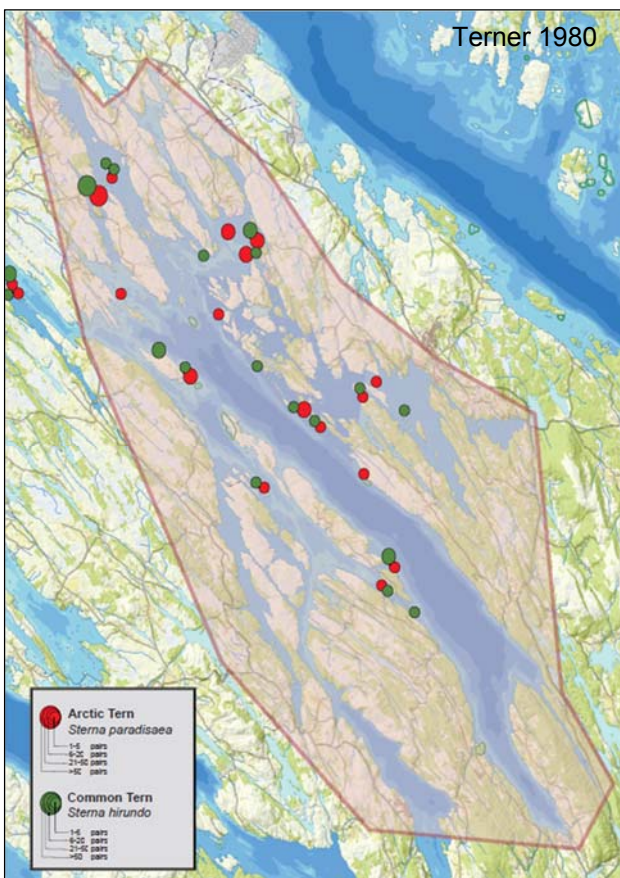 Terner 1980
Arctic Tern
Sterna paradisaea
1-5 pairs
6-20 pairs
21-50 pairs
>50 pairs
Common Tern
Sterna hirundo
1-5 pairs
6-20 pairs
21-50 pairs
>50 pairs